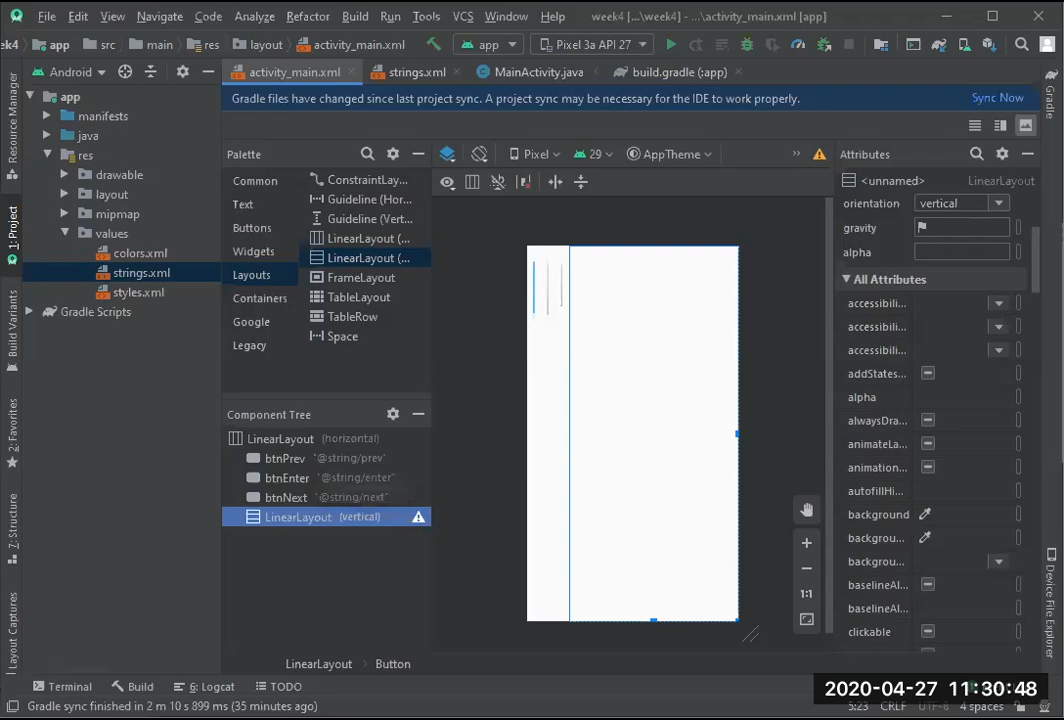 File Edit View Navigate Code Analyze Refactor Build Run Tools VCS Window Help week4 [...\week4] - ...\activity_main.xml [app]
ek4 app src main res layout activity_main.xml app Pixel 3a API 27
Android activity_main.xml strings.xml MainActivity.java build.gradle (:app)
Gradle files have changed since last project sync. A project sync may be necessary for the IDE to work properly. Sync Now
Resource Manager
1: Project
Build Variants
2: Favorites
7: Structure
Layout Captures
app
manifests
java
res
drawable
layout
mipmap
values
colors.xml
strings.xml
styles.xml
Gradle Scripts
Palette
Common
Text
Buttons
Widgets
Layouts
Containers
Google
Legacy
ConstraintLay...
Guideline (Hor...
Guideline (Vert...
LinearLayout (...
LinearLayout (...
FrameLayout
TableLayout
TableRow
Space
Component Tree
LinearLayout (horizontal)
btnPrev "@string/prev"
btnEnter "@string/enter"
btnNext "@string/next"
LinearLayout (vertical)
Pixel 29 AppTheme
1:1
Attributes
<unnamed> LinearLayout
orientation vertical
gravity
alpha
All Attributes
accessibili...
accessibili...
accessibili...
addStates...
alpha
alwaysDra...
animateLa...
animation...
autofillHi...
background
backgrou...
backgrou...
baselineAl...
baselineAl...
clickable
Gradle
Device File Explorer
LinearLayout Button
Terminal Build 6: Logcat TODO
2020-04-27 11:30:48
Gradle sync finished in 2 m 10 s 899 ms (35 minutes ago) 5:23 CRLF UTF-8 4 spaces